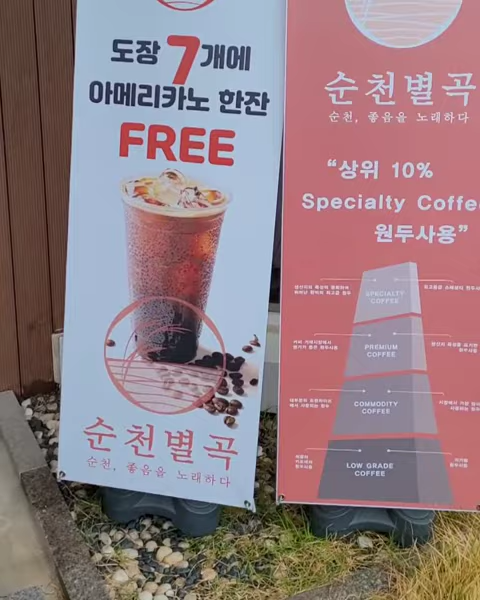 도장 7개에
아메리카노 한잔
FREE
순천별곡
순천, 좋음을 노래하다
순천별곡
순천, 좋음을 노래하다
“상위 10%
Specialty Coffe
원두사용”
SPECIALTY
COFFEE
PREMIUM
COFFEE
COMMODITY
COFFEE
LOW GRADE
COFFEE